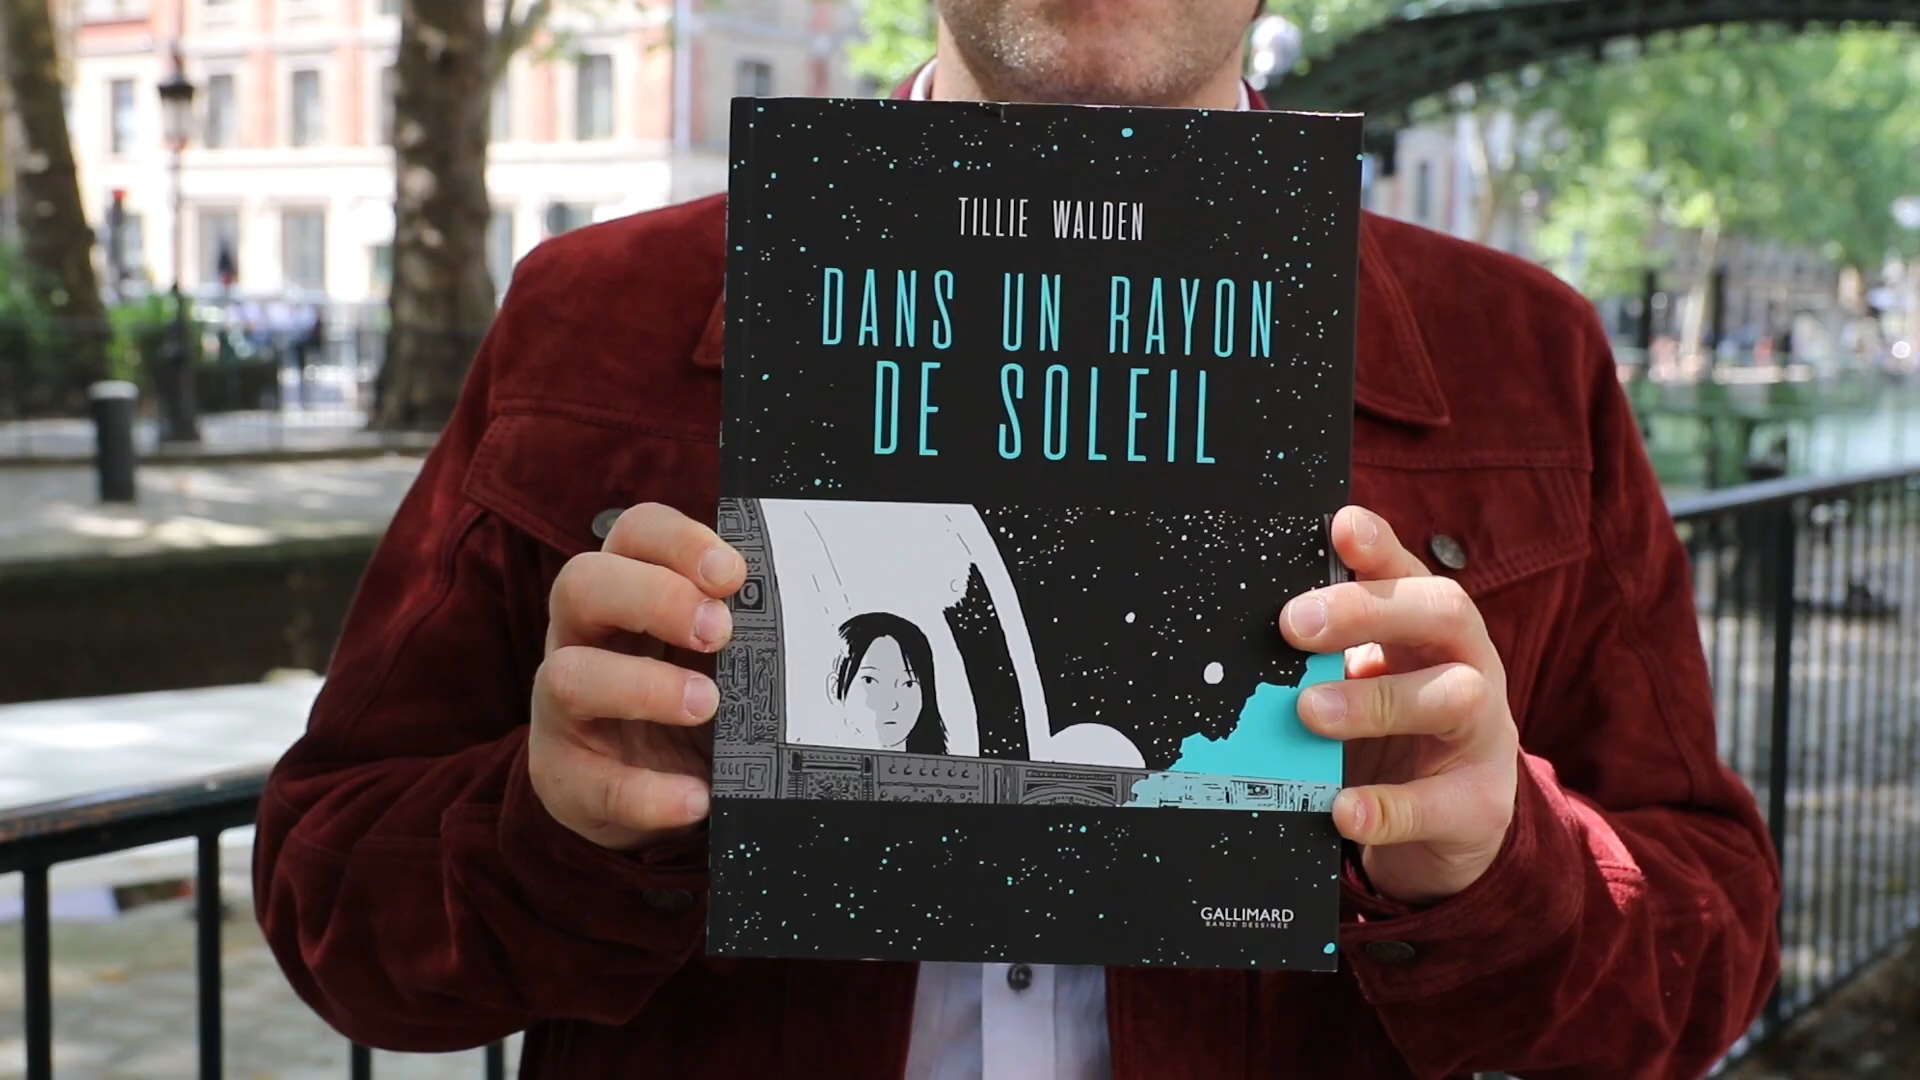 TILLIE WALDEN
DANS UN RAYON
DE SOLEIL
GALLIMARD
BANDE DESSINÉE